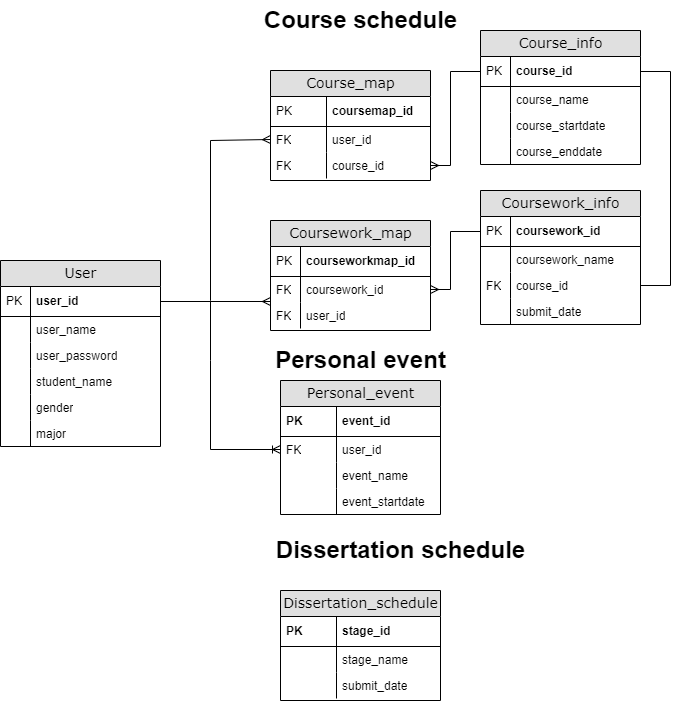 Course schedule
Course_info
PK course_id
course_name
course_startdate
course_enddate
Course_map
PK coursemap_id
FK user_id
FK course_id
Coursework_info
PK coursework_id
coursework_name
FK course_id
submit_date
Coursework_map
PK courseworkmap_id
FK coursework_id
FK user_id
User
PK user_id
user_name
user_password
student_name
gender
major
Personal event
Personal_event
PK event_id
FK user_id
event_name
event_startdate
Dissertation schedule
Dissertation_schedule
PK stage_id
stage_name
submit_date